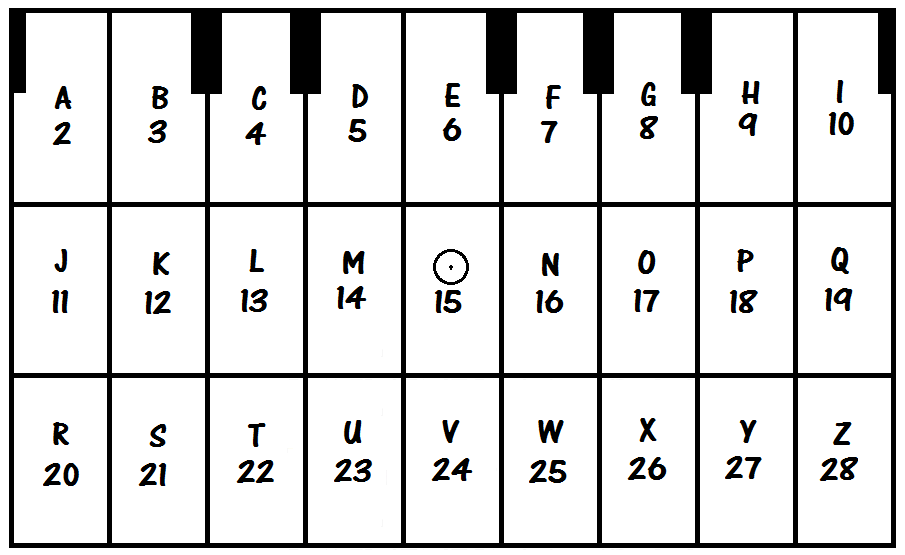 A B C D E F G H I
2 3 4 5 6 7 8 9 10
J K L M ☉ N O P Q
11 12 13 14 15 16 17 18 19
R S T U V W X Y Z
20 21 22 23 24 25 26 27 28